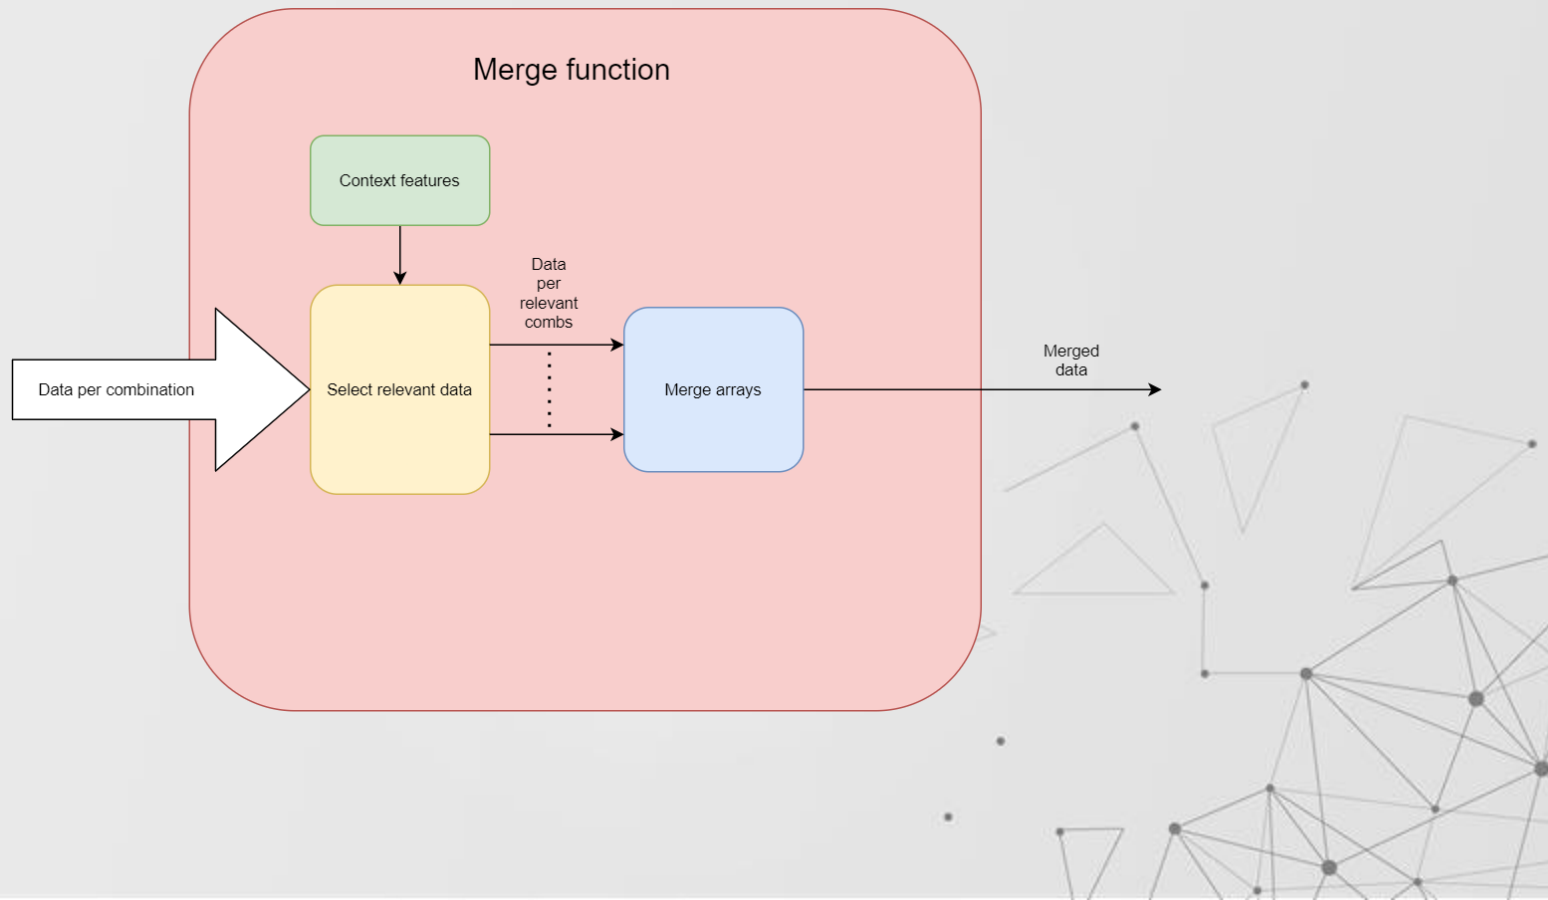 Merge function
Context features
Data
per
relevant
combs
Data per combination
Select relevant data
Merge arrays
Merged
data